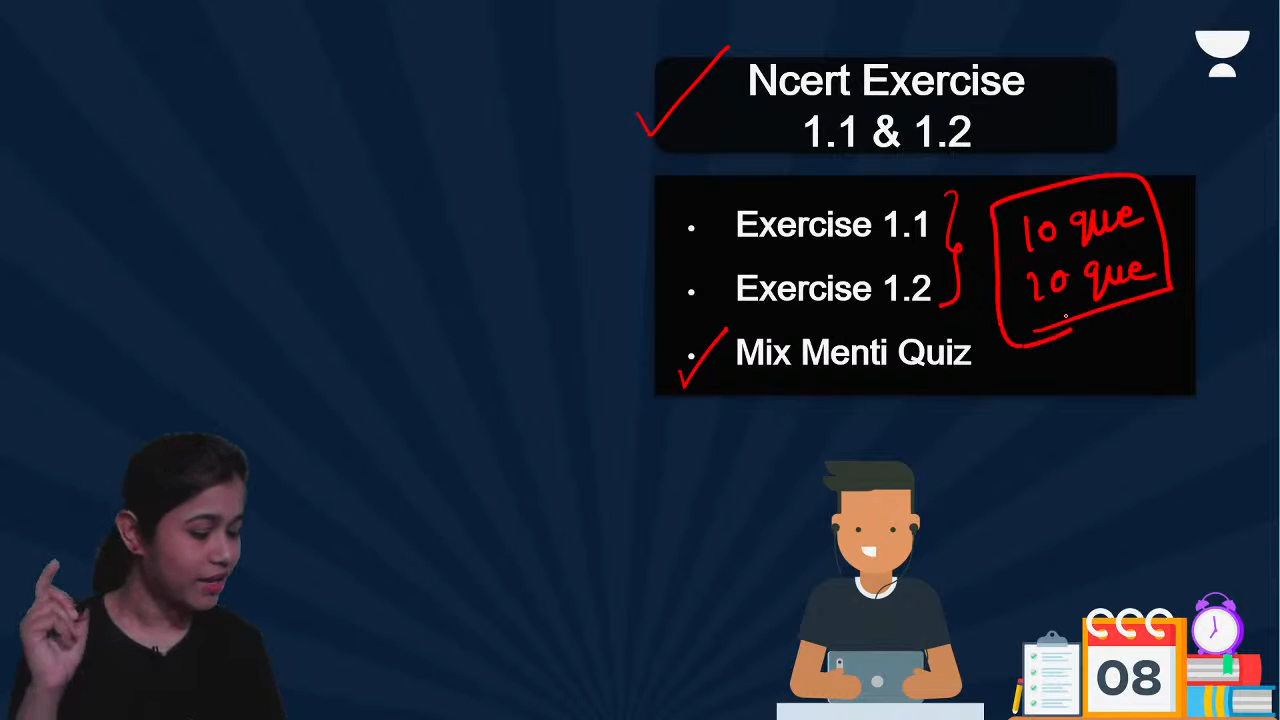 Ncert Exercise
1.1 & 1.2
• Exercise 1.1
• Exercise 1.2
• Mix Menti Quiz
10 que
20 que
08